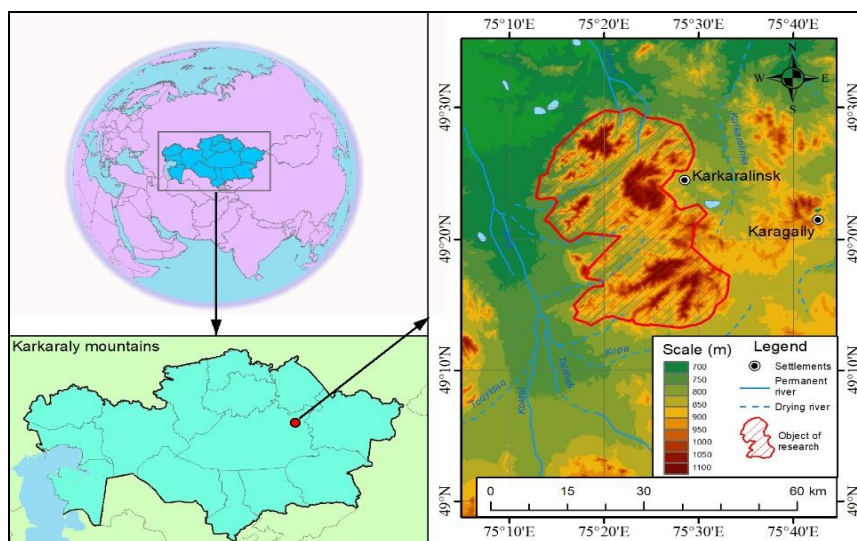 Karkaraly mountains
75°10'E 75°20'E 75°30'E 75°40'E
49°30'N
49°20'N
49°10'N
49°N
49°30'N
49°20'N
49°10'N
49°N
N
W E
S
Karkaralinka
Karkaralinsk
Karagaily
Kopa
Taldy
Koktal
Scale (m)
700
750
800
850
900
950
1000
1050
1100
Legend
Settlements
Permanent
river
Drying river
Object of
research
0 15 30 60 km
75°10'E 75°20'E 75°30'E 75°40'E